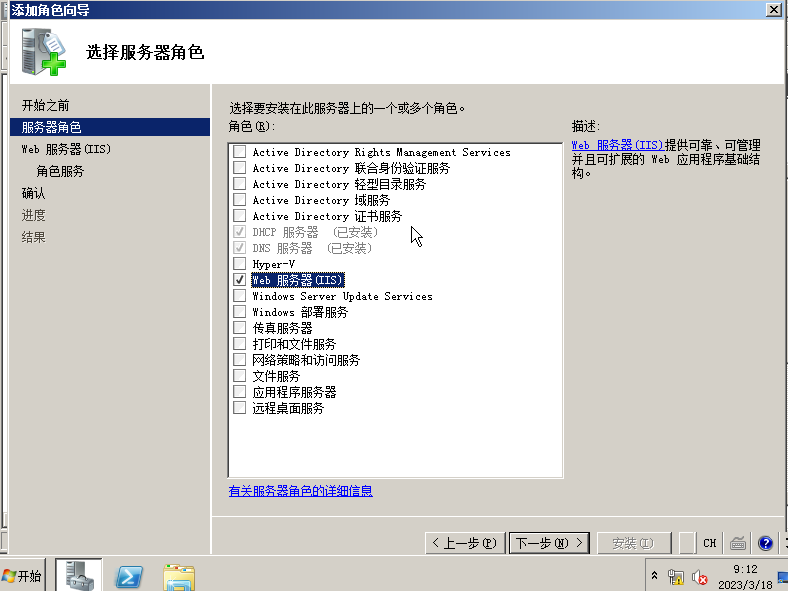 添加角色向导
选择服务器角色
开始之前
服务器角色
Web 服务器(IIS)
角色服务
确认
进度
结果
选择要安装在此服务器上的一个或多个角色。
角色(R):
Active Directory Rights Management Services
Active Directory 联合身份验证服务
Active Directory 轻型目录服务
Active Directory 域服务
Active Directory 证书服务
DHCP 服务器 (已安装)
DNS 服务器 (已安装)
Hyper-V
Web 服务器(IIS)
Windows Server Update Services
Windows 部署服务
传真服务器
打印和文件服务
网络策略和访问服务
文件服务
应用程序服务器
远程桌面服务
有关服务器角色的详细信息
描述:
Web 服务器(IIS)提供可靠、可管理
并且可扩展的 Web 应用程序基础结
构。
< 上一步(P)
下一步(N) >
安装(I)
CH
开始
9:12
2023/3/18